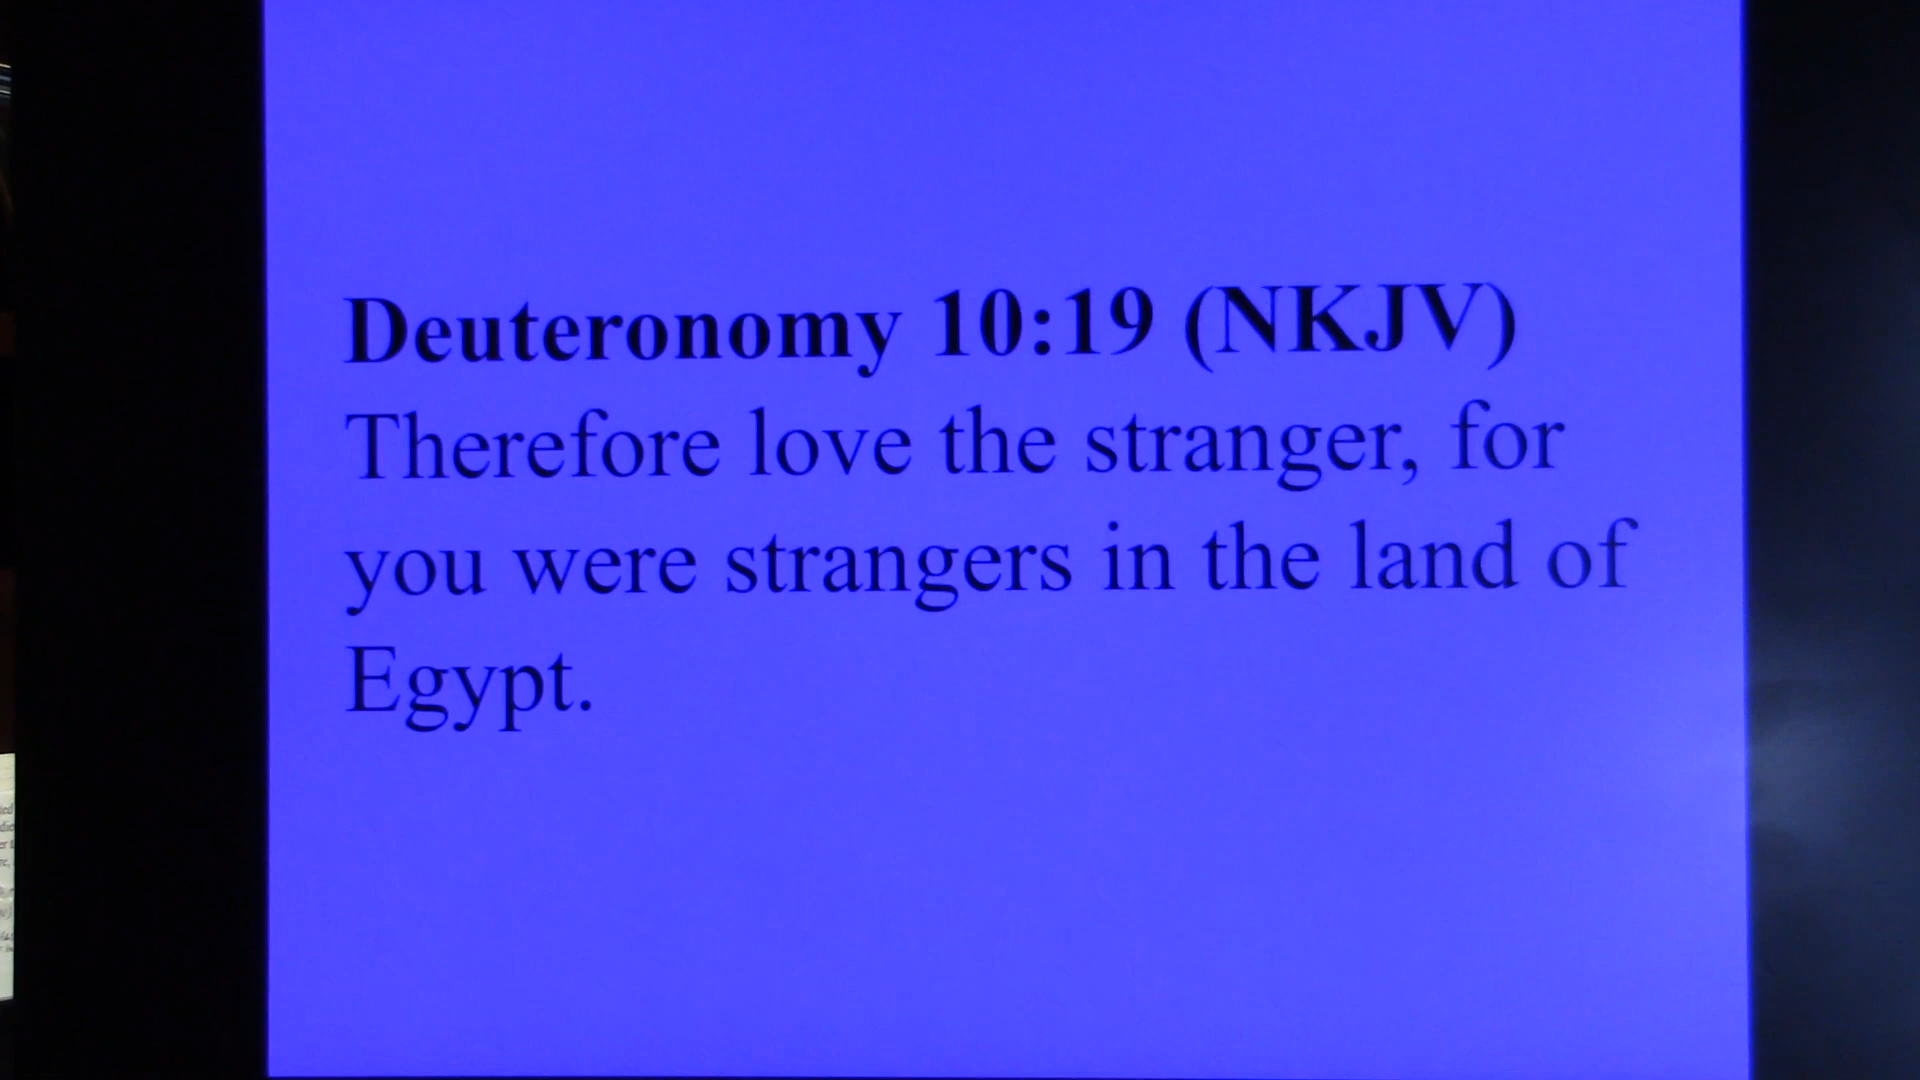 Deuteronomy 10:19 (NKJV)
Therefore love the stranger, for
you were strangers in the land of
Egypt.